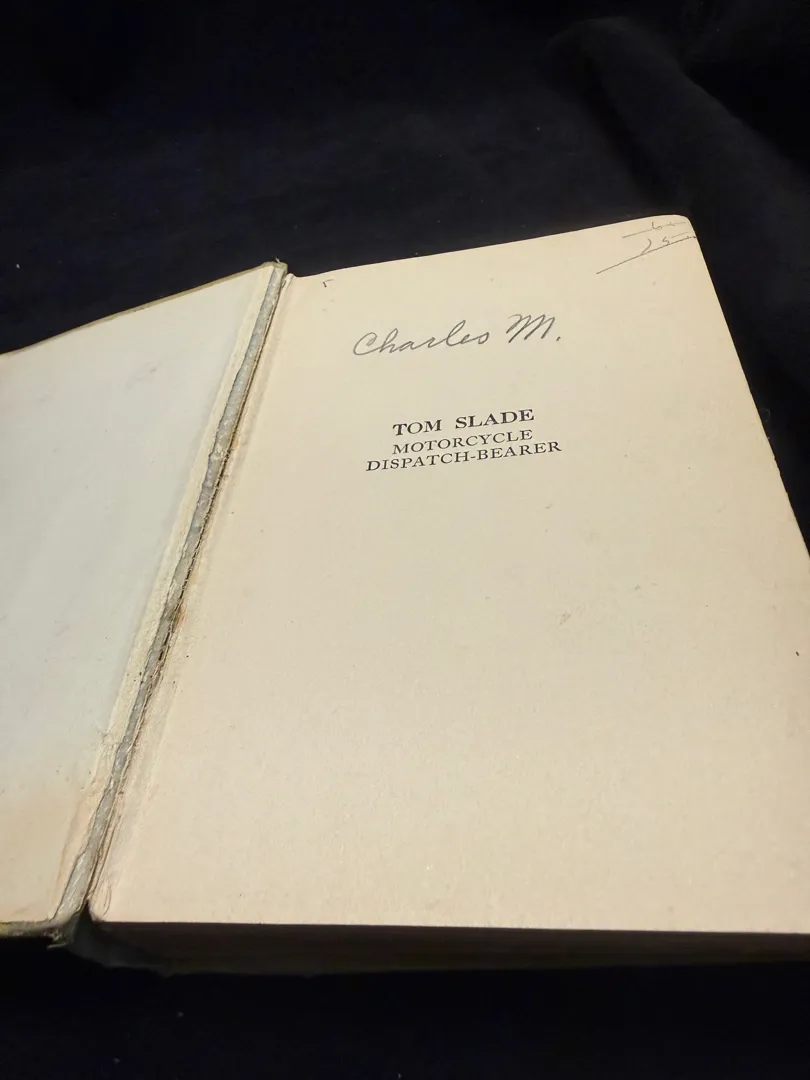 Charles M.
TOM SLADE
MOTORCYCLE
DISPATCH-BEARER